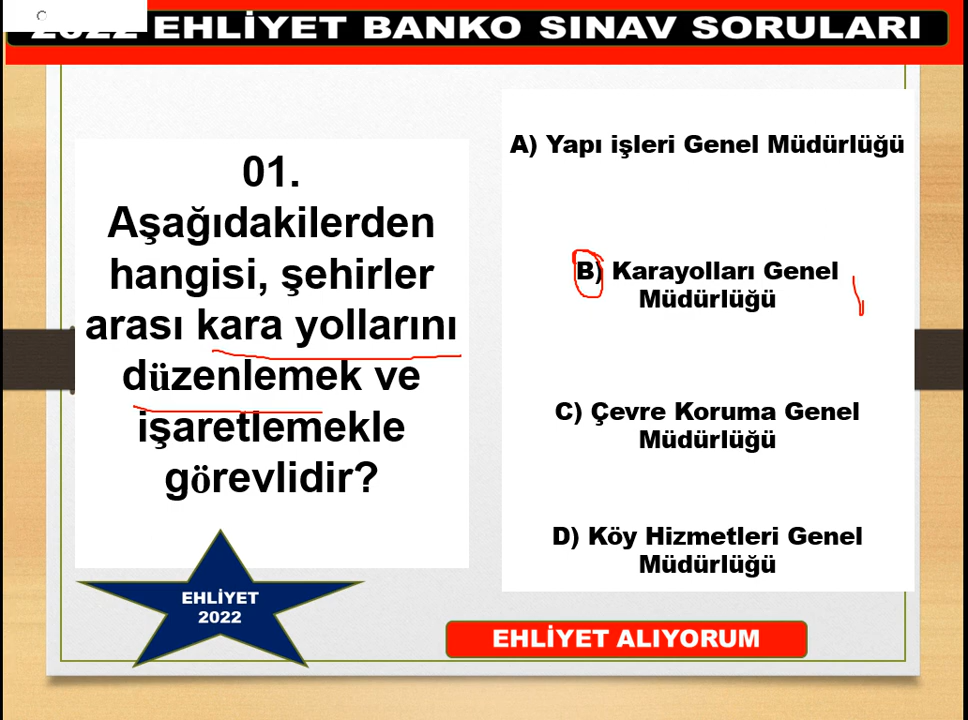 2022 EHLİYET BANKO SINAV SORULARI
01.
Aşağıdakilerden
hangisi, şehirler
arası kara yollarını
düzenlemek ve
işaretlemekle
görevlidir?
A) Yapı işleri Genel Müdürlüğü
B) Karayolları Genel
Müdürlüğü
C) Çevre Koruma Genel
Müdürlüğü
D) Köy Hizmetleri Genel
Müdürlüğü
EHLİYET
2022
EHLİYET ALIYORUM